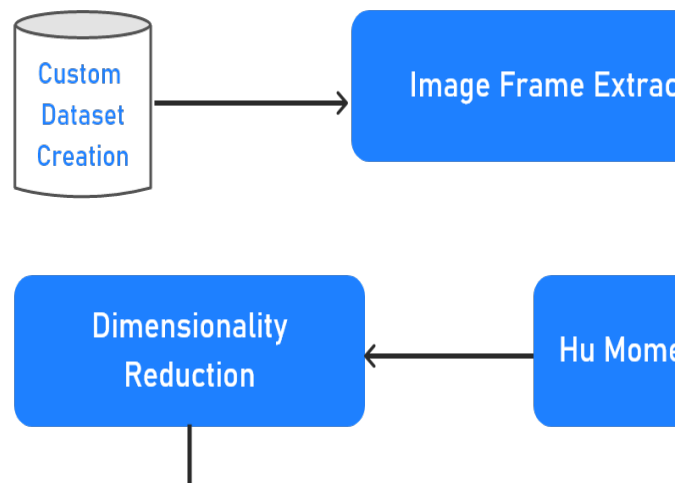 Custom
Dataset
Creation
Image Frame Extrac
Dimensionality
Reduction
Hu Mome